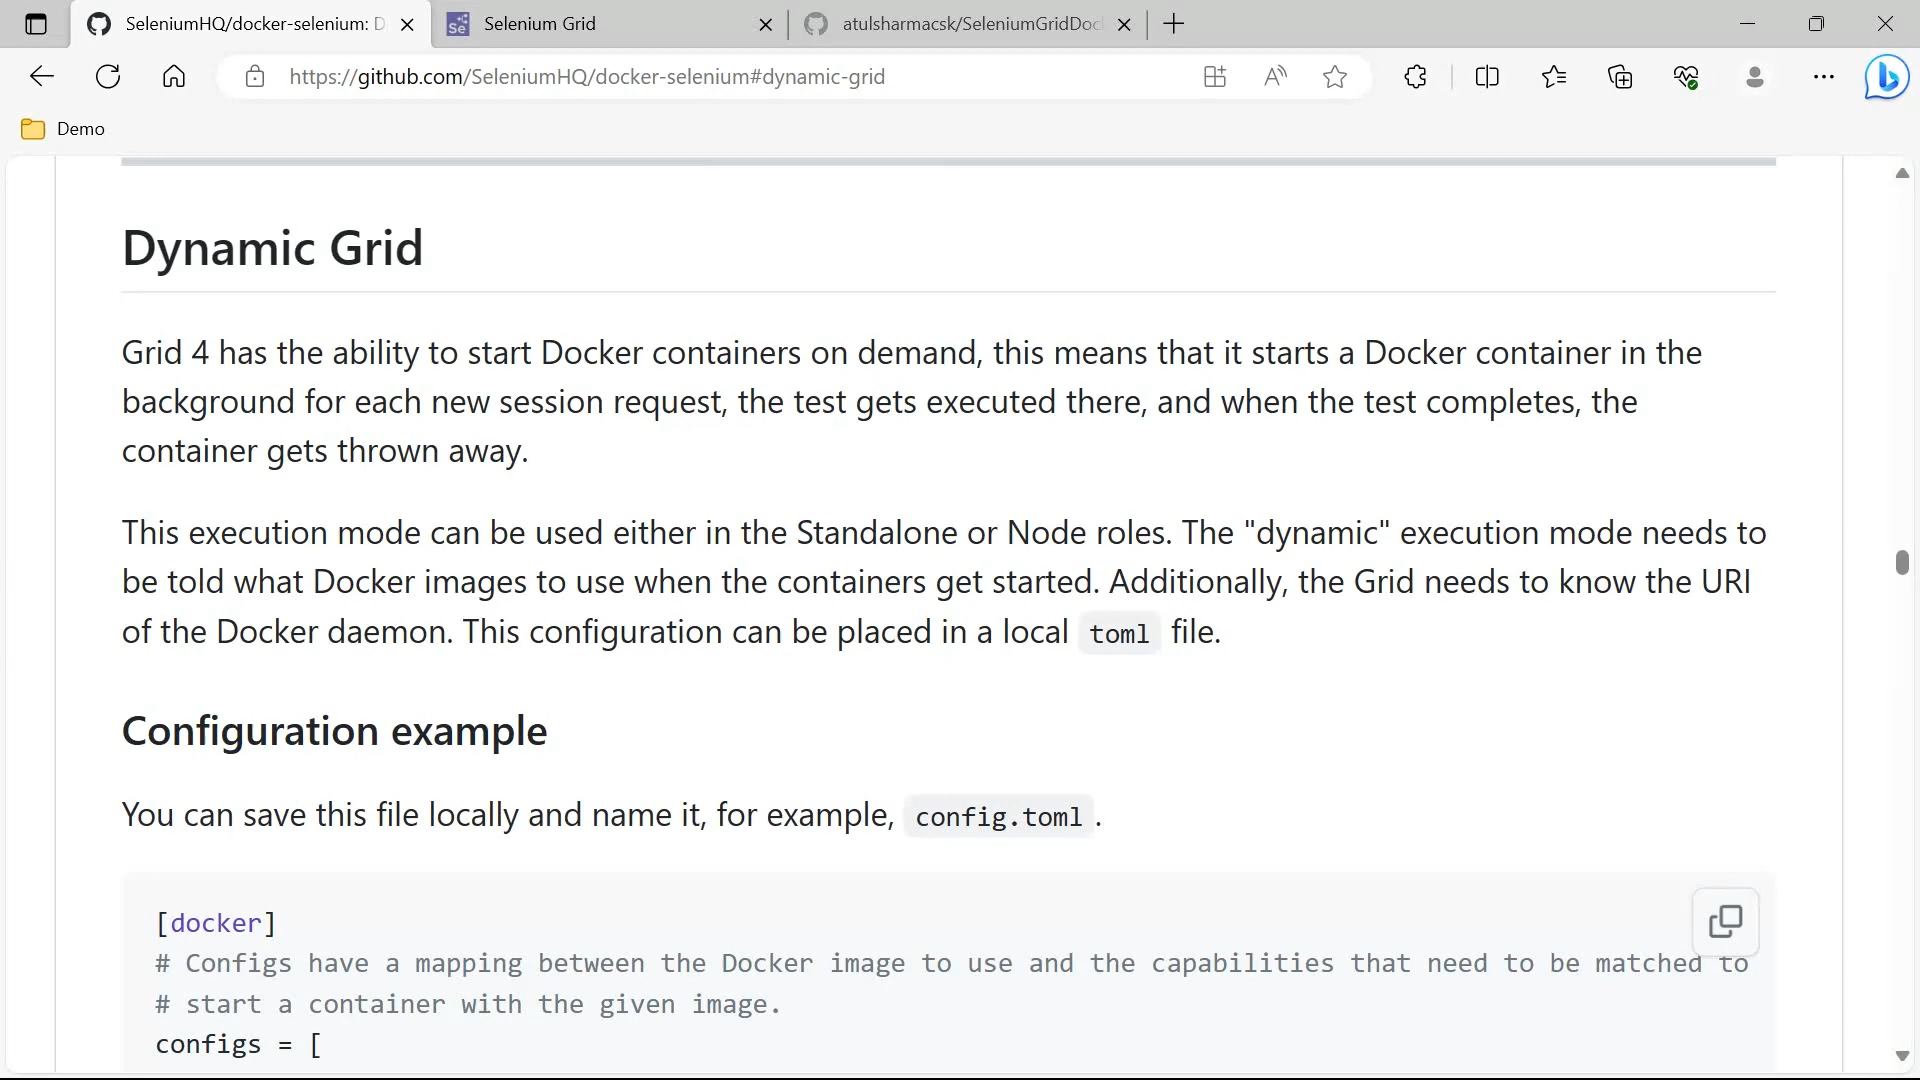 SeleniumHQ/docker-selenium: D
Selenium Grid
atulsharmacsk/SeleniumGridDoc
https://github.com/SeleniumHQ/docker-selenium#dynamic-grid
Demo
Dynamic Grid
Grid 4 has the ability to start Docker containers on demand, this means that it starts a Docker container in the
background for each new session request, the test gets executed there, and when the test completes, the
container gets thrown away.
This execution mode can be used either in the Standalone or Node roles. The "dynamic" execution mode needs to
be told what Docker images to use when the containers get started. Additionally, the Grid needs to know the URI
of the Docker daemon. This configuration can be placed in a local toml file.
Configuration example
You can save this file locally and name it, for example, config.toml .
[docker]
# Configs have a mapping between the Docker image to use and the capabilities that need to be matched to
# start a container with the given image.
configs = [